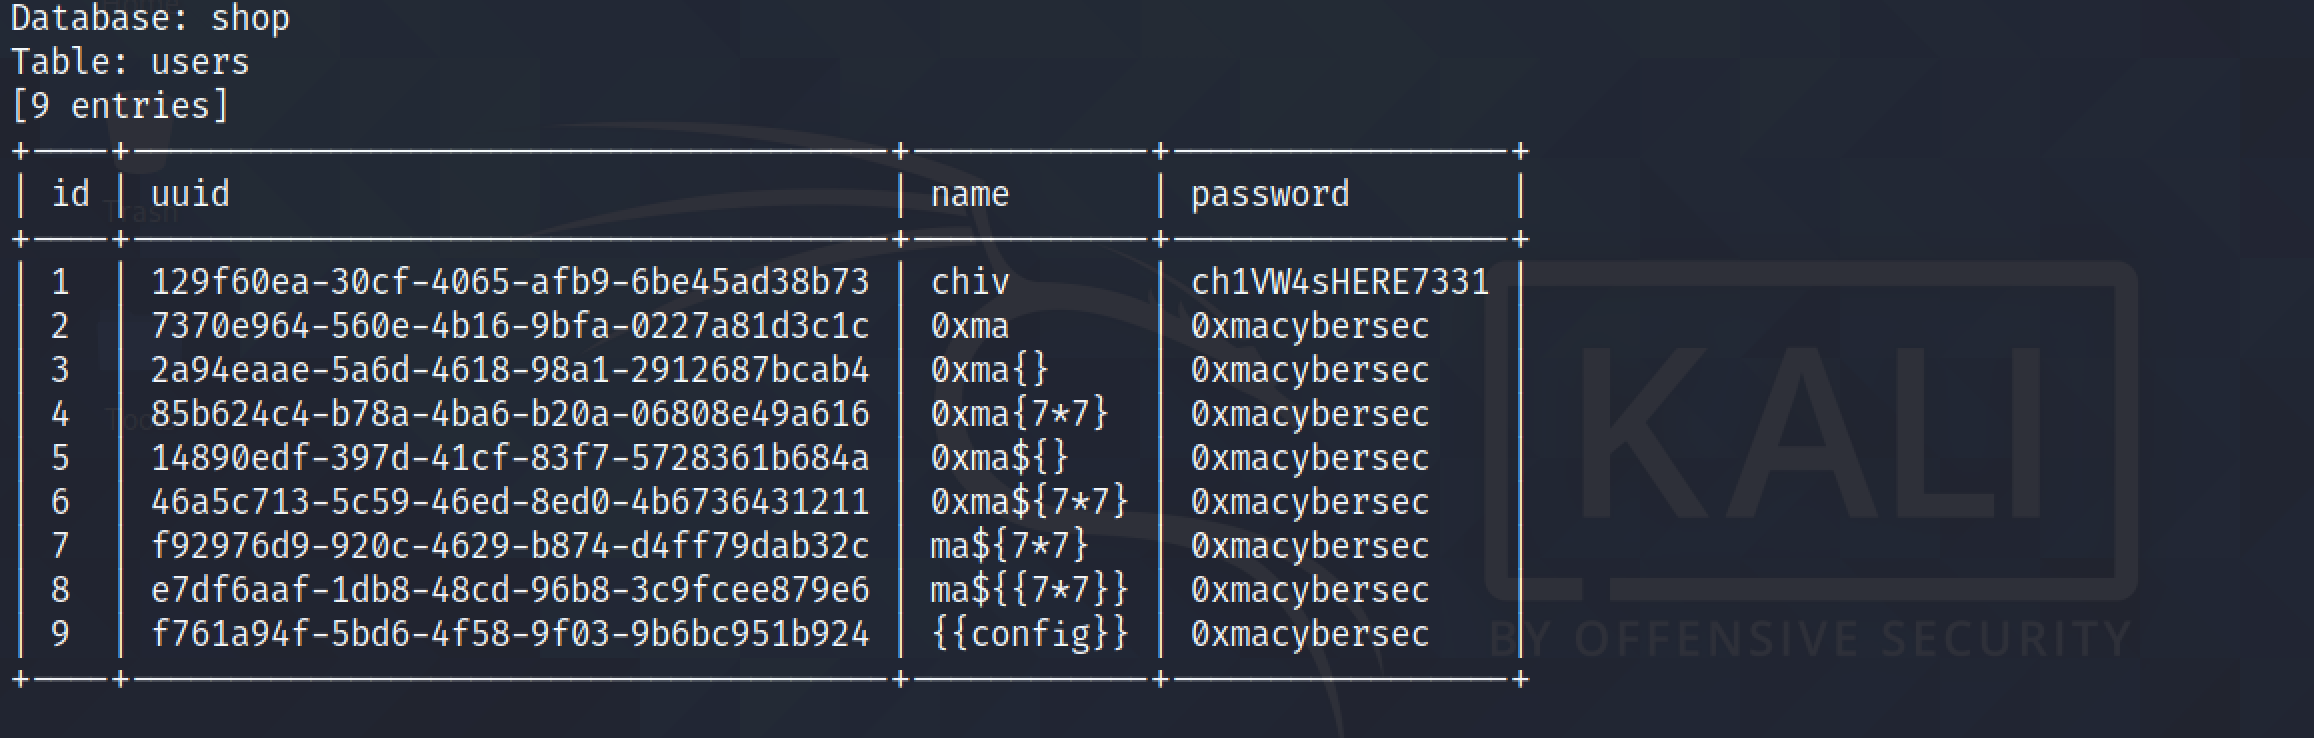 Database: shop
Table: users
[9 entries]
+----+--------------------------------------+------------+-----------------+
| id | uuid                                 | name       | password        |
+----+--------------------------------------+------------+-----------------+
| 1  | 129f60ea-30cf-4065-afb9-6be45ad38b73 | chiv       | ch1VW4sHERE7331 |
| 2  | 7370e964-560e-4b16-9bfa-0227a81d3c1c | 0xma       | 0xmacybersec    |
| 3  | 2a94eaae-5a6d-4618-98a1-2912687bcab4 | 0xma{}     | 0xmacybersec    |
| 4  | 85b624c4-b78a-4ba6-b20a-06808e49a616 | 0xma{7*7}  | 0xmacybersec    |
| 5  | 14890edf-397d-41cf-83f7-5728361b684a | 0xma${}    | 0xmacybersec    |
| 6  | 46a5c713-5c59-46ed-8ed0-4b6736431211 | 0xma${7*7} | 0xmacybersec    |
| 7  | f92976d9-920c-4629-b874-d4ff79dab32c | ma${7*7}   | 0xmacybersec    |
| 8  | e7df6aaf-1db8-48cd-96b8-3c9fcee879e6 | ma${{7*7}} | 0xmacybersec    |
| 9  | f761a94f-5bd6-4f58-9f03-9b6bc951b924 | {{config}} | 0xmacybersec    |
+----+--------------------------------------+------------+-----------------+
Trash
KALI
BY OFFENSIVE SECURITY